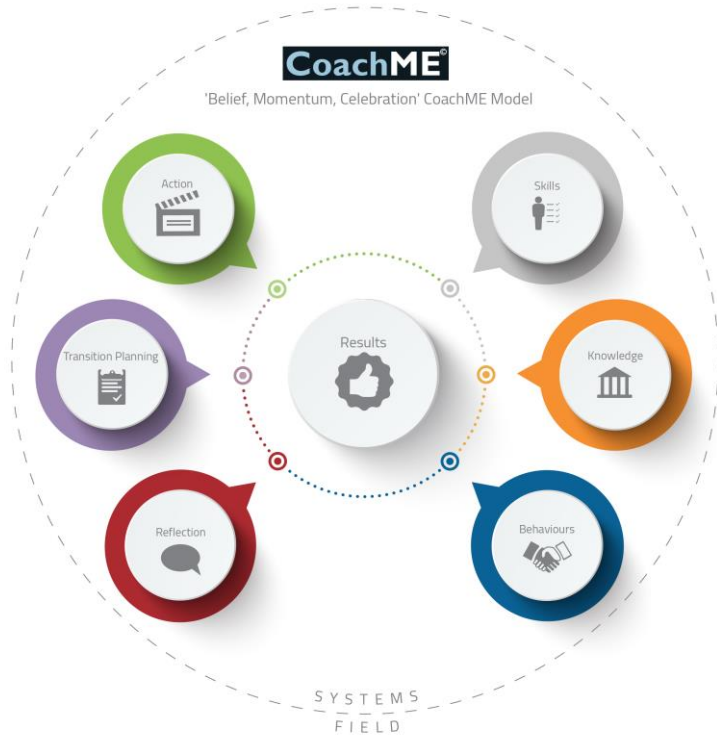 CoachME©
'Belief, Momentum, Celebration' CoachME Model
Action
Skills
Transition Planning
Results
Knowledge
Reflection
Behaviours
SYSTEMS
FIELD